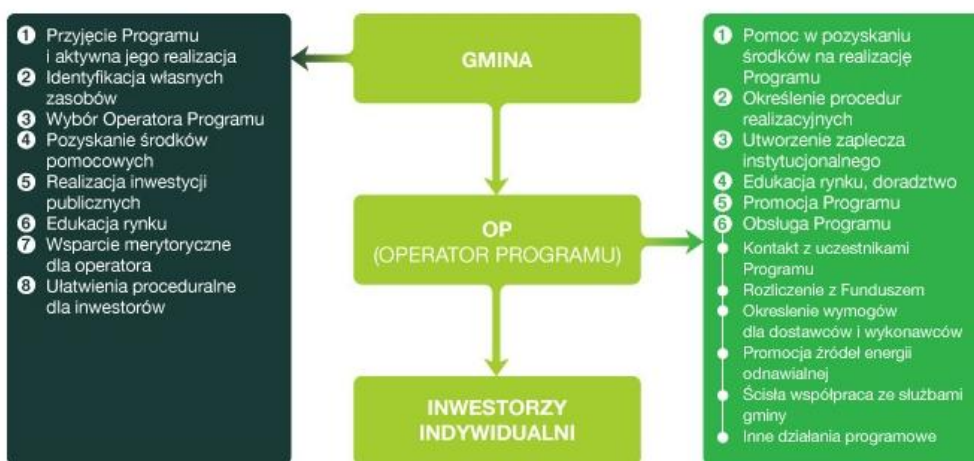 1 Przyjęcie Programu
i aktywna jego realizacja
2 Identyfikacja własnych
zasobów
3 Wybór Operatora Programu
4 Pozyskanie środków
pomocowych
5 Realizacja inwestycji
publicznych
6 Edukacja rynku
7 Wsparcie merytoryczne
dla operatora
8 Ułatwienia proceduralne
dla inwestorów
GMINA
OP
(OPERATOR PROGRAMU)
INWESTORZY
INDYWIDUALNI
1 Pomoc w pozyskaniu
środków na realizację
Programu
2 Określenie procedur
realizacyjnych
3 Utworzenie zaplecza
instytucjonalnego
4 Edukacja rynku, doradztwo
5 Promocja Programu
6 Obsługa Programu
Kontakt z uczestnikami
Programu
Rozliczenie z Funduszem
Okreslenie wymogów
dla dostawców i wykonawców
Promocja źródeł energii
odnawialnej
Ścisła współpraca ze służbami
gminy
Inne działania programowe